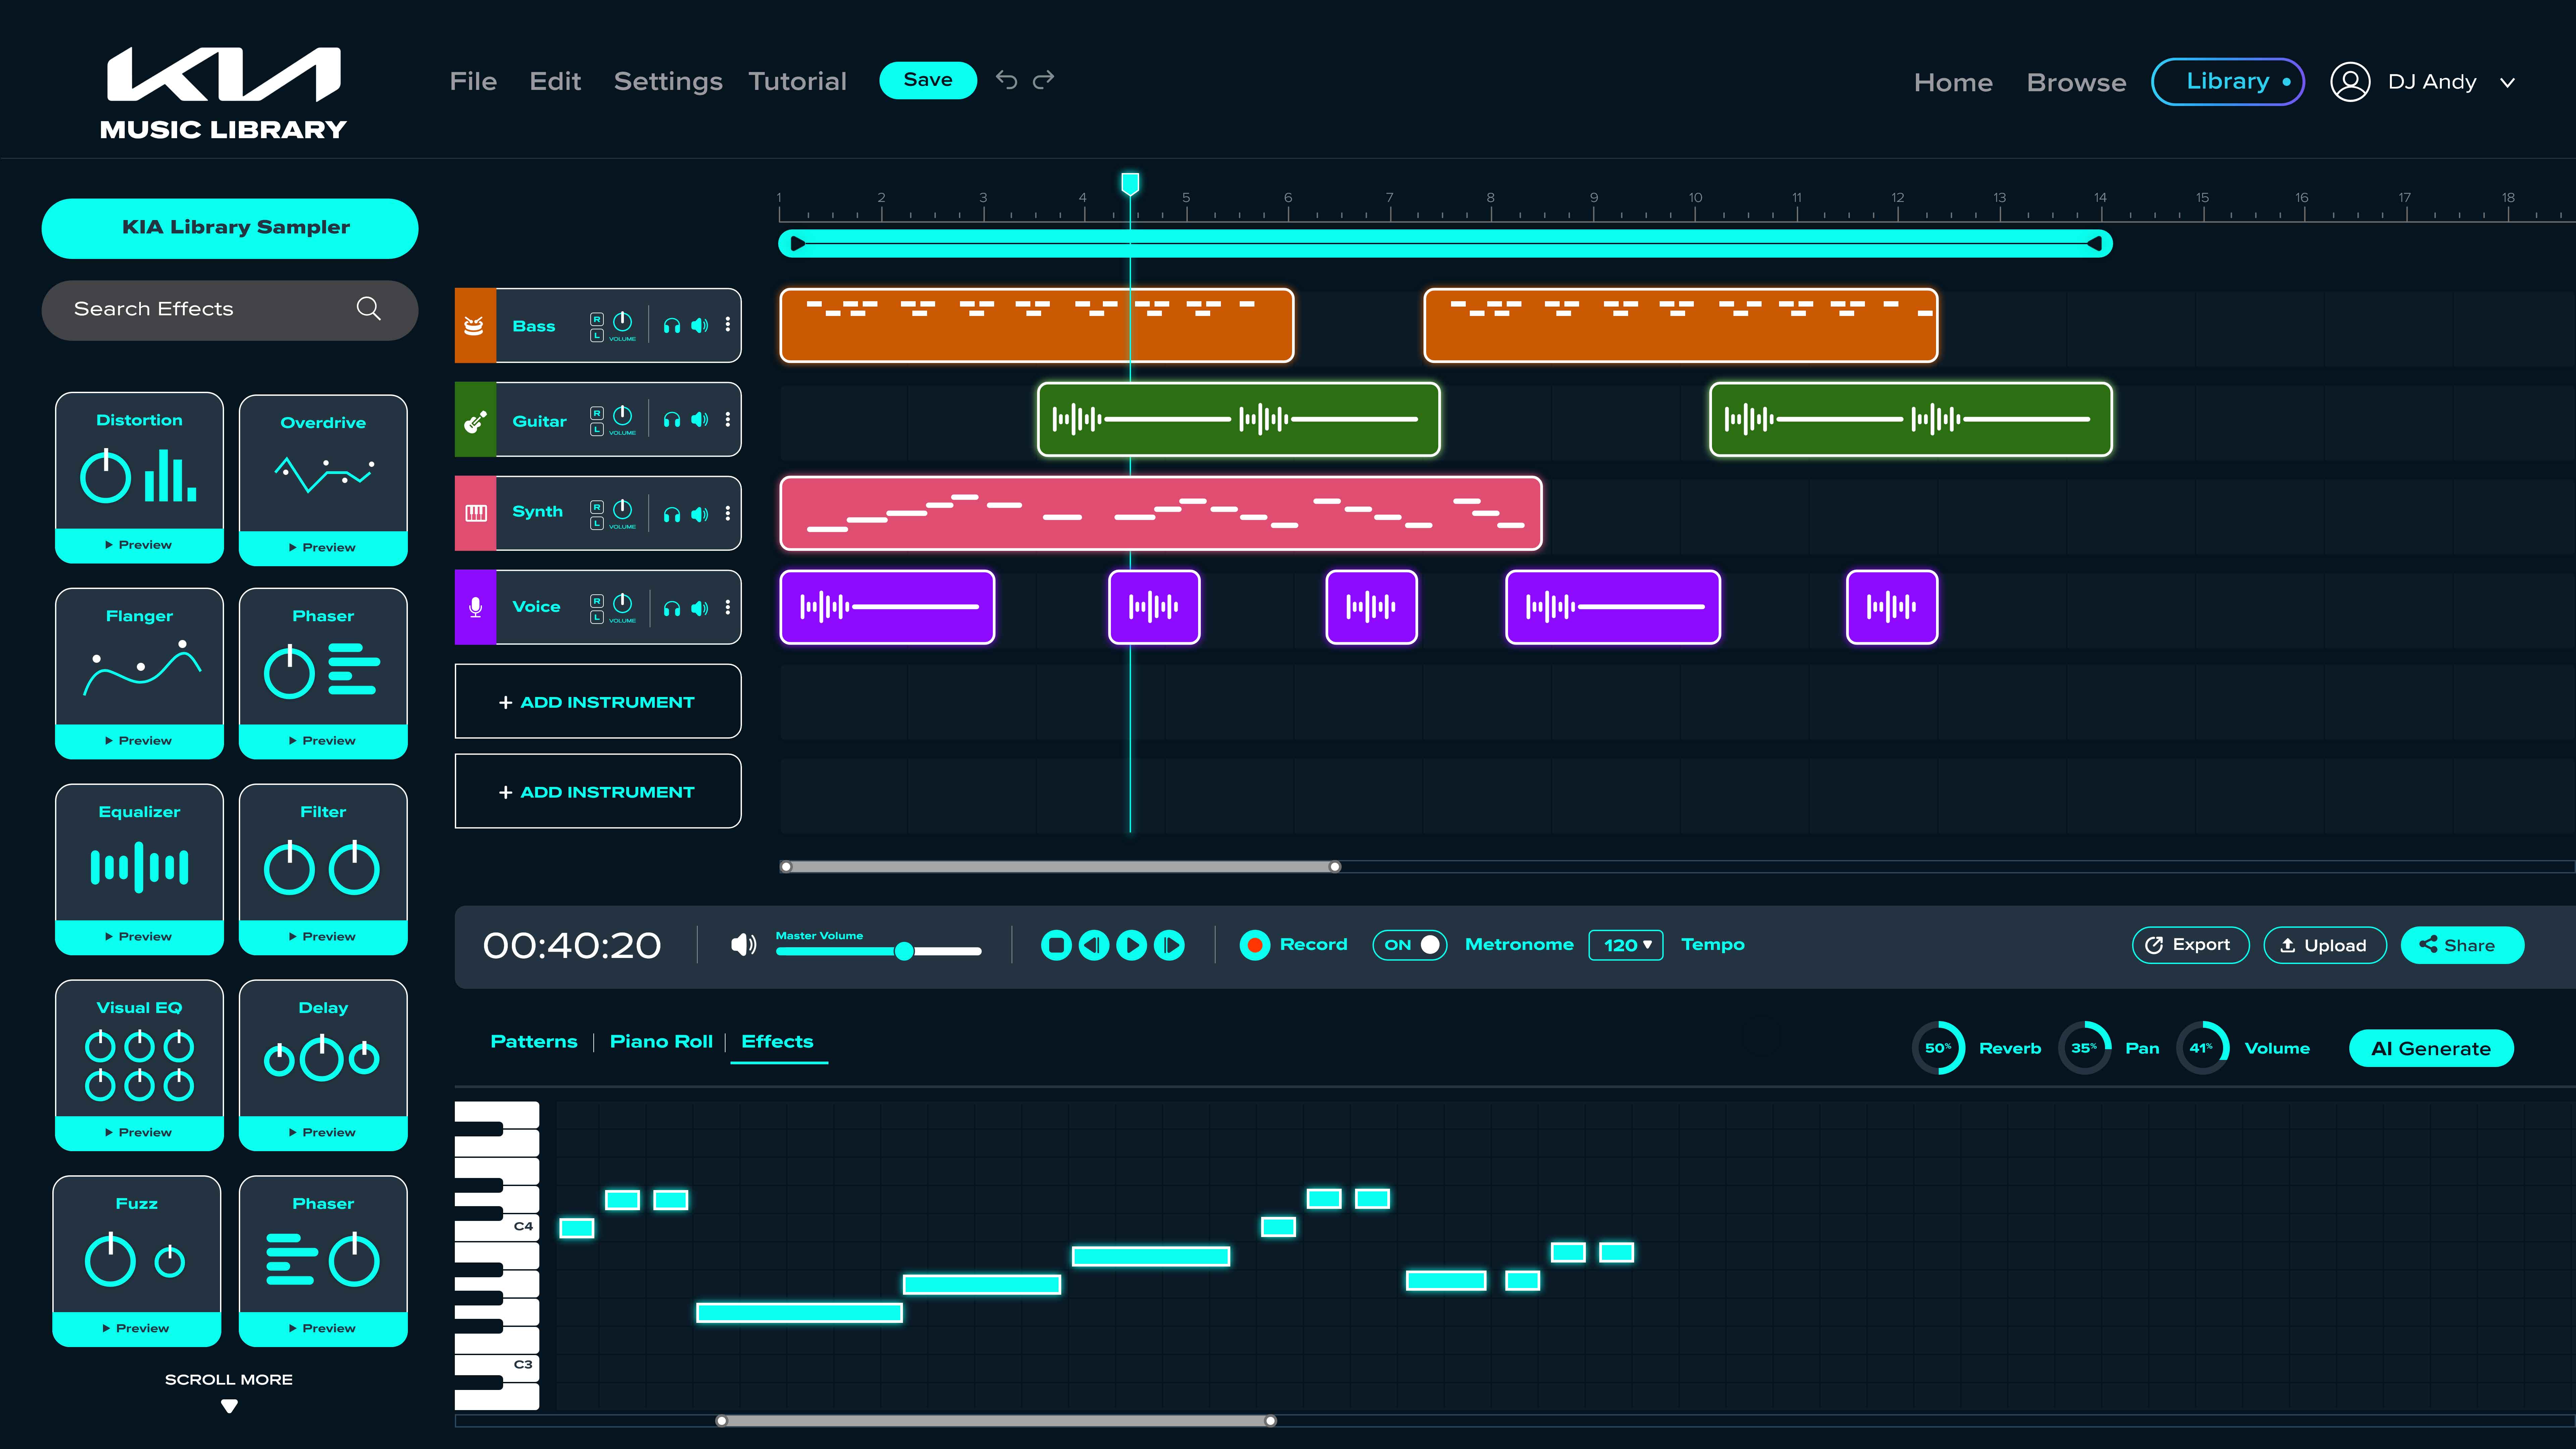 KIA
MUSIC LIBRARY
File Edit Settings Tutorial Save
Home Browse Library DJ Andy
KIA Library Sampler
Search Effects
Distortion
Preview
Overdrive
Preview
Flanger
Preview
Phaser
Preview
Equalizer
Preview
Filter
Preview
Visual EQ
Preview
Delay
Preview
Fuzz
Preview
Phaser
Preview
SCROLL MORE
1 2 3 4 5 6 7 8 9 10 11 12 13 14 15 16 17 18
Bass
R
L
VOLUME
Guitar
R
L
VOLUME
Synth
R
L
VOLUME
Voice
R
L
VOLUME
+ ADD INSTRUMENT
+ ADD INSTRUMENT
00:40:20
Master Volume
Record ON Metronome 120 Tempo
Export Upload Share
Patterns Piano Roll Effects
50% Reverb 35% Pan 41% Volume AI Generate
C4
C3